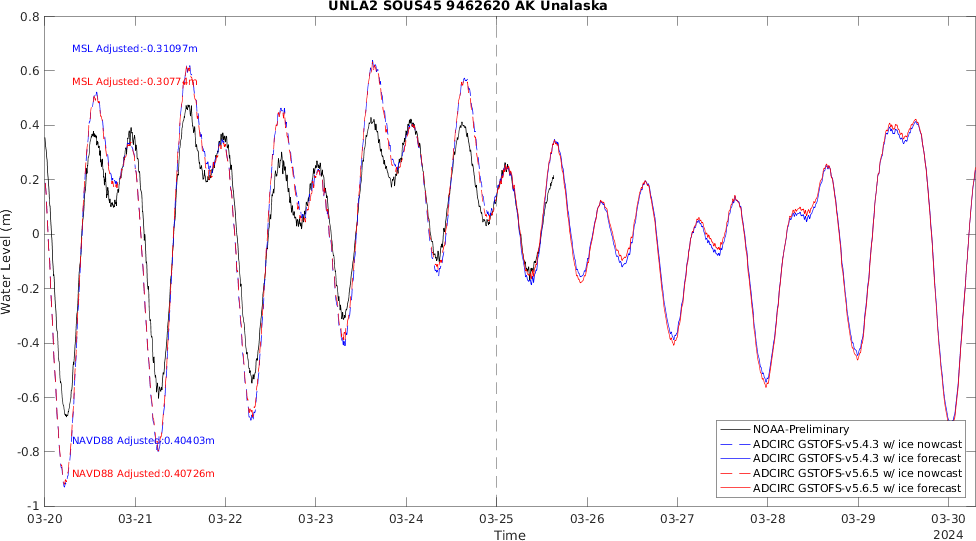 UNLA2 SOUS45 9462620 AK Unalaska
0.8
0.6
0.4
0.2
0
-0.2
-0.4
-0.6
-0.8
-1
Water Level (m)
MSL Adjusted:-0.31097m
MSL Adjusted:-0.30774m
NAVD88 Adjusted:0.40403m
NAVD88 Adjusted:0.40726m
NOAA-Preliminary
ADCIRC GSTOFS-v5.4.3 w/ ice nowcast
ADCIRC GSTOFS-v5.4.3 w/ ice forecast
ADCIRC GSTOFS-v5.6.5 w/ ice nowcast
ADCIRC GSTOFS-v5.6.5 w/ ice forecast
03-20 03-21 03-22 03-23 03-24 03-25 03-26 03-27 03-28 03-29 03-30
2024
Time